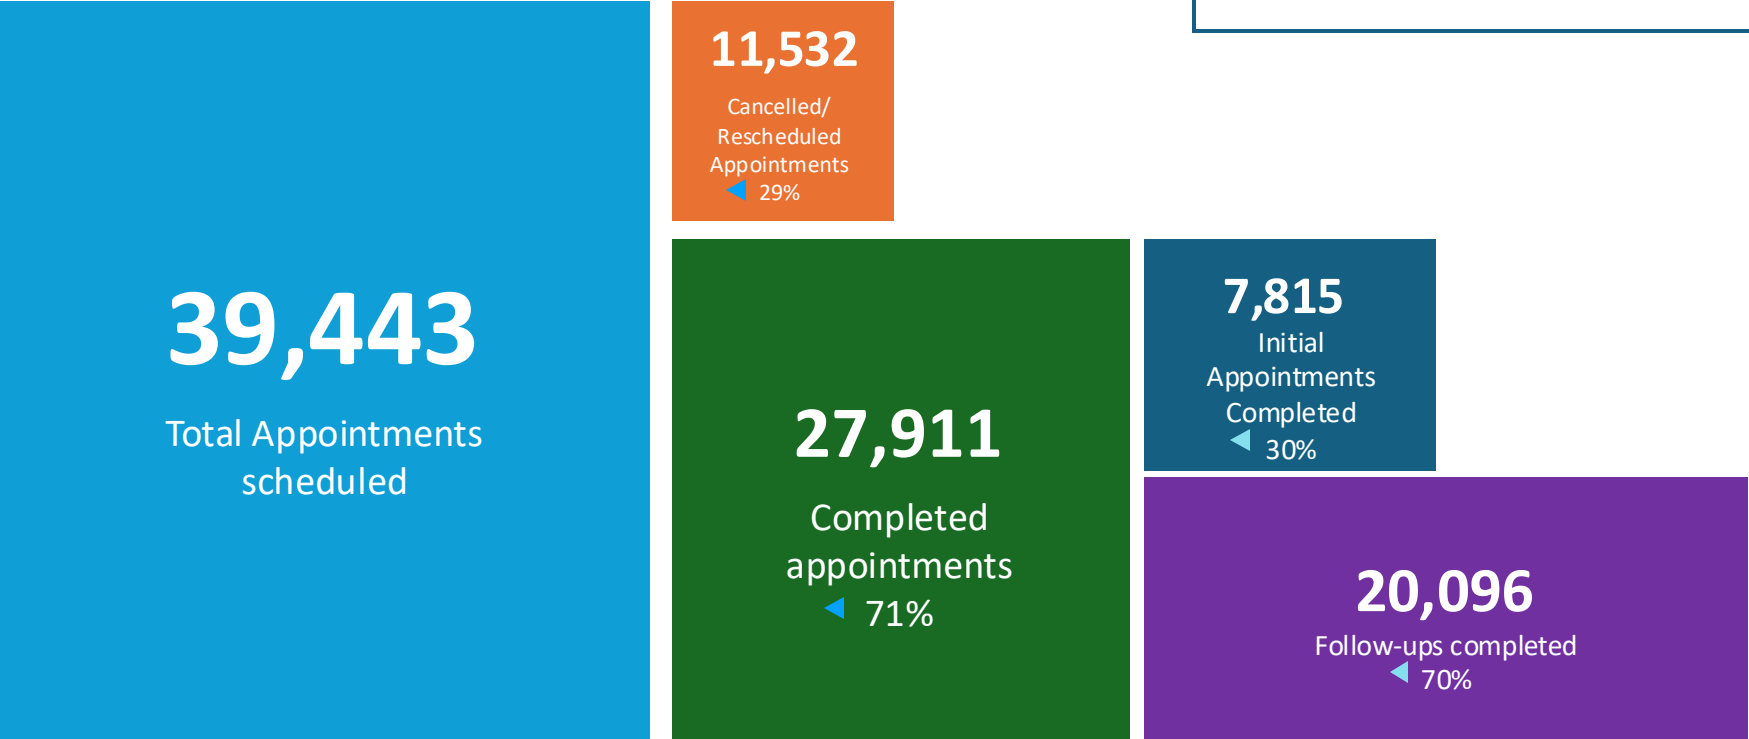 39,443
Total Appointments
scheduled
11,532
Cancelled/
Rescheduled
Appointments
29%
27,911
Completed
appointments
71%
7,815
Initial
Appointments
Completed
30%
20,096
Follow-ups completed
70%